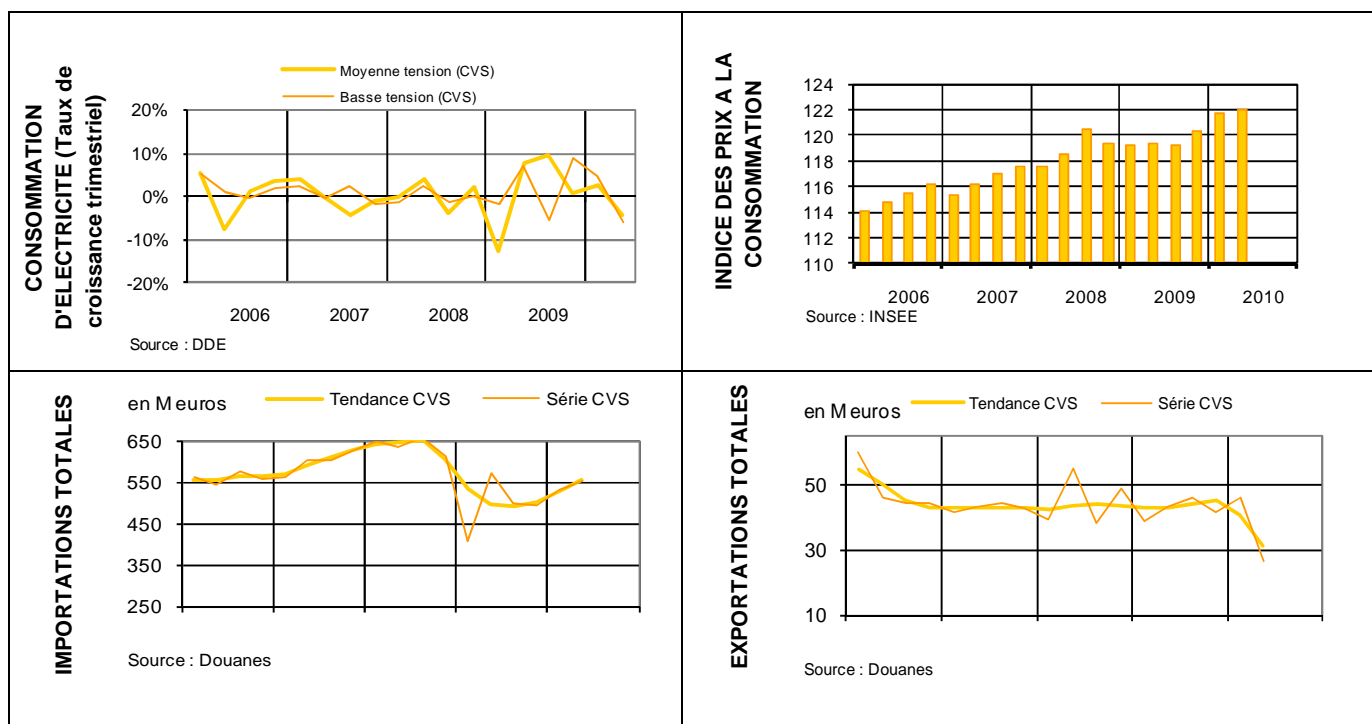 CONSOMMATION
D'ELECTRICITE (Taux de
croissance trimestriel)
Moyenne tension (CVS)
Basse tension (CVS)
20%
10%
0%
-10%
-20%
2006 2007 2008 2009
Source : DDE
INDICE DES PRIX A LA
CONSOMMATION
124
122
120
118
116
114
112
110
2006 2007 2008 2009 2010
Source : INSEE
IMPORTATIONS TOTALES
en M euros Tendance CVS Série CVS
650
550
450
350
250
Source : Douanes
EXPORTATIONS TOTALES
en M euros Tendance CVS Série CVS
50
30
10
Source : Douanes